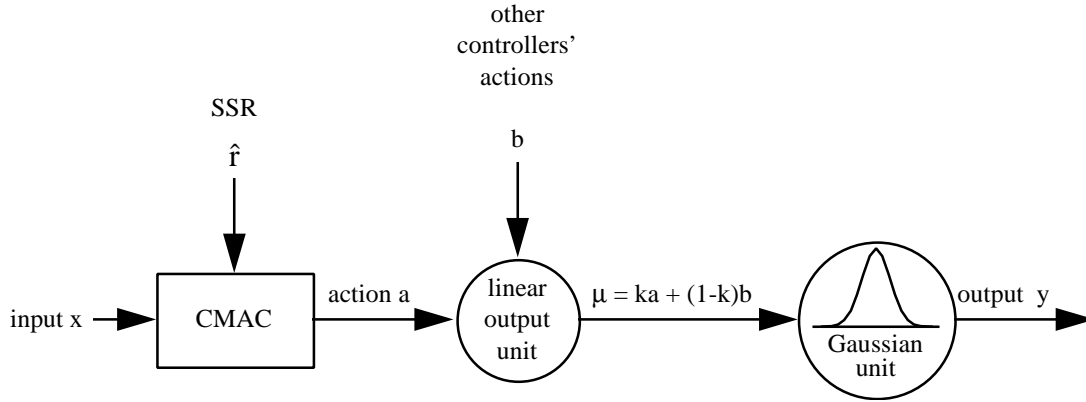 other
controllers’
actions
SSR
r̂
b
input x
CMAC
action a
linear
output
unit
μ = ka + (1-k)b
Gaussian
unit
output y